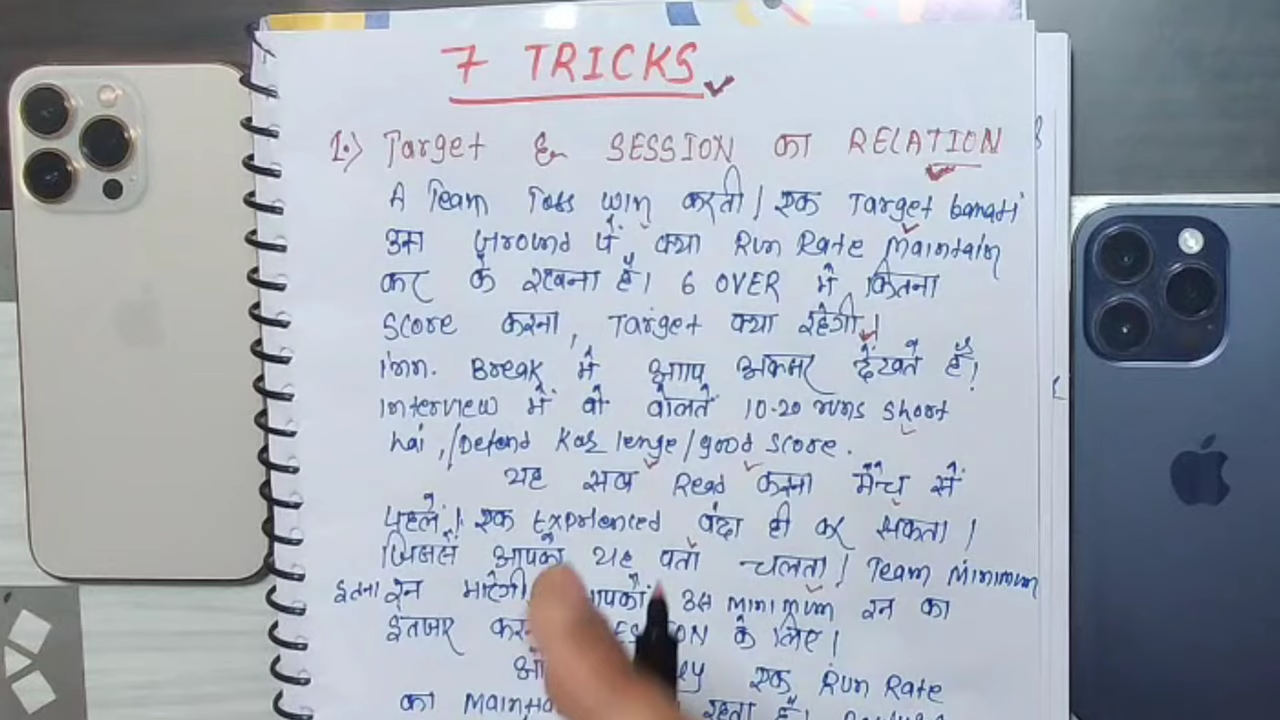 7 TRICKS
1.) Target & SESSION का RELATION
A Team Toss win करती। एक Target banati
उस Ground में क्या Run Rate Maintain
कर के रखना है। 6 OVER में कितना
Score करना, Target क्या रहेगी।
inn. Break में आप अकसर देखते हैं।
Interview में वो बोलते 10-20 runs short
hai, /Defend Kar lenge/good score.
यह सब Read करना मैच से
पहले। एक Exprienced बंदा ही कर सकता।
जिससे आपको यह पता चलता। Team Minimum
इतना रन मारेगी आपको उस minimum रन का
इंतजार SESSION के लिए।
एक Run Rate
का रहता है।